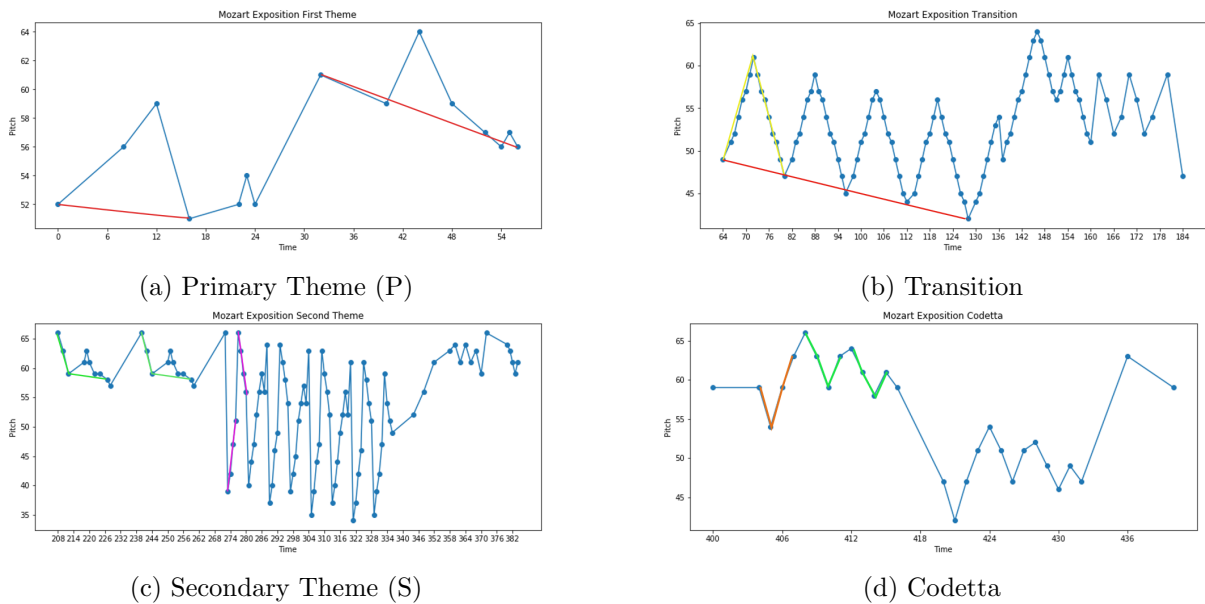 Mozart Exposition First Theme
64
62
60
58
56
54
52
Pitch
0 6 12 18 24 30 36 42 48 54
Time
(a) Primary Theme (P)
Mozart Exposition Transition
65
60
55
50
45
Pitch
64 70 76 82 88 94 100 106 112 118 124 130 136 142 148 154 160 166 172 178 184
Time
(b) Transition
Mozart Exposition Second Theme
65
60
55
50
45
40
35
Pitch
208 214 220 226 232 238 244 250 256 262 268 274 280 286 292 298 304 310 316 322 328 334 340 346 352 358 364 370 376 382
Time
(c) Secondary Theme (S)
Mozart Exposition Codetta
65
60
55
50
45
Pitch
400 406 412 418 424 430 436
Time
(d) Codetta